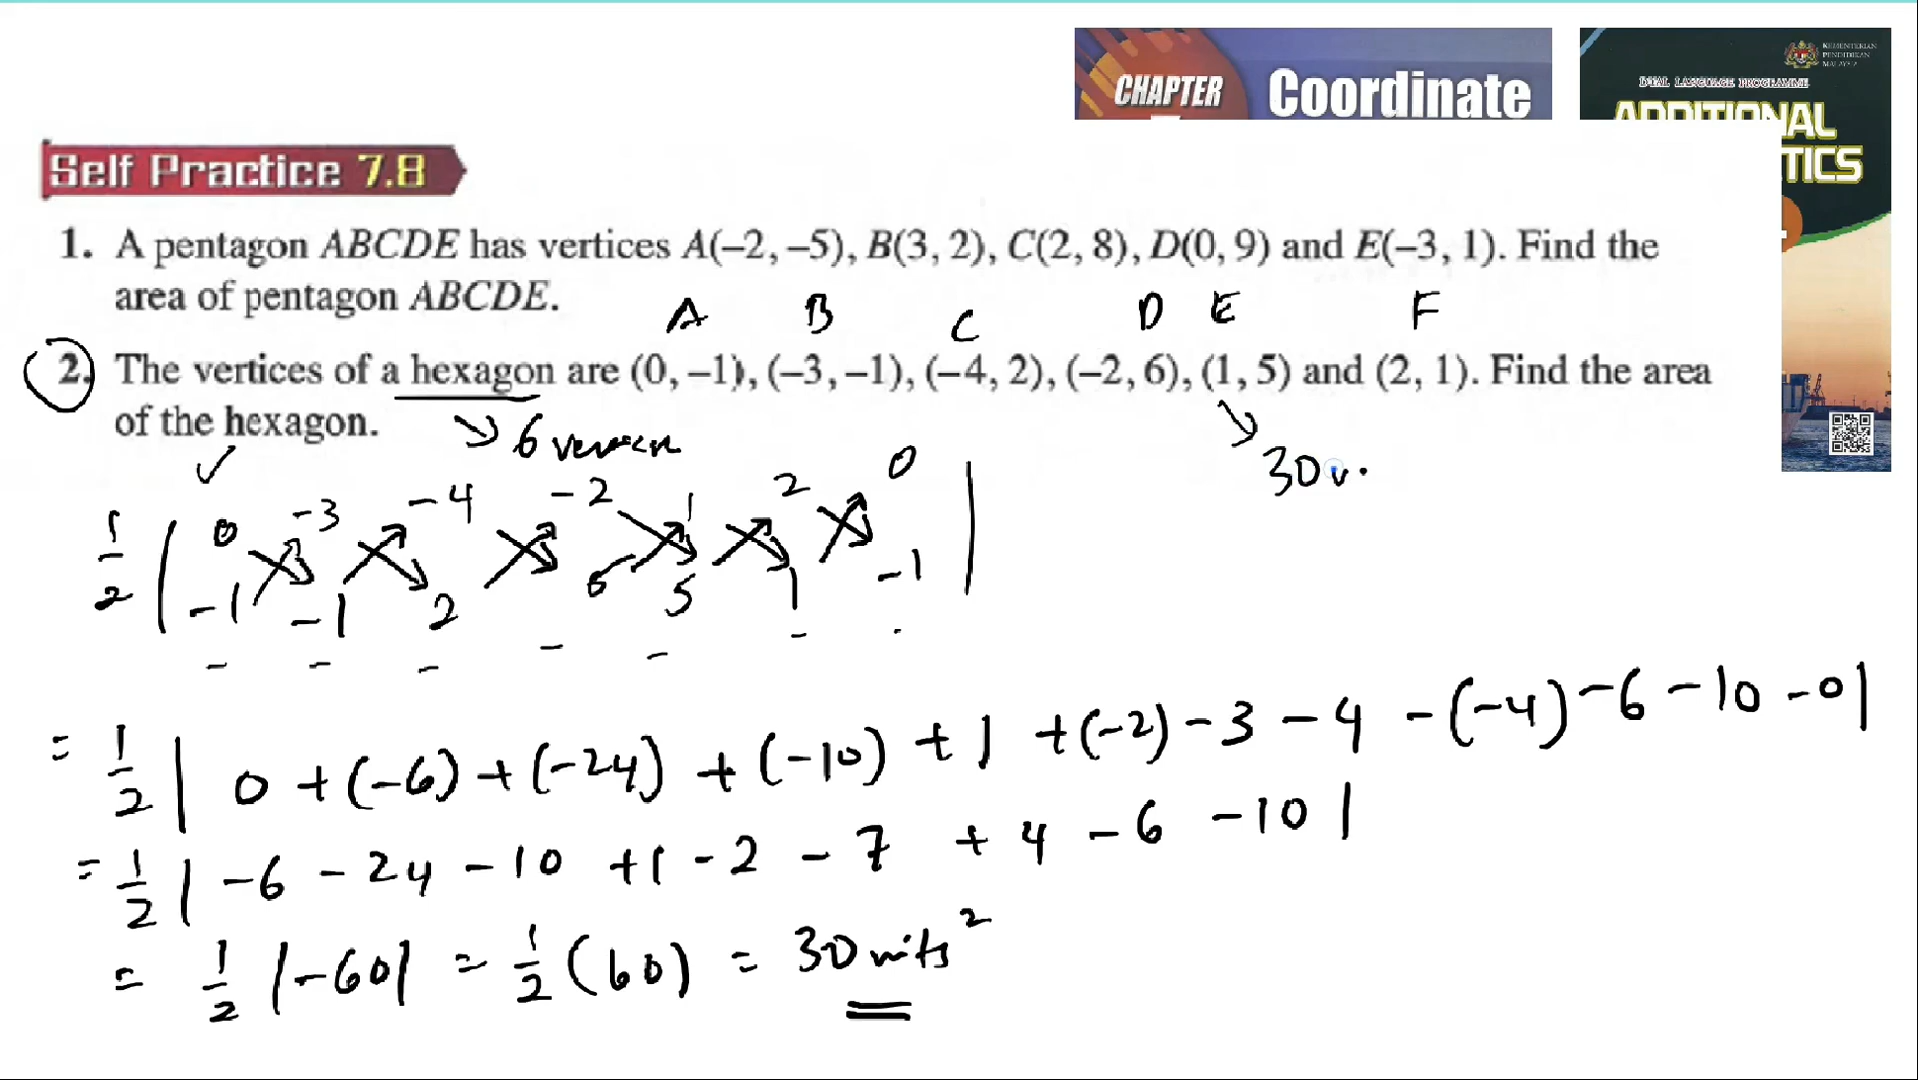 CHAPTER
Coordinate
KEMENTERIAN
PENDIDIKAN
MALAYSIA
DUAL LANGUAGE PROGRAMME
ADDITIONAL
TICS
Self Practice 7.8
1. A pentagon ABCDE has vertices A(–2, –5), B(3, 2), C(2, 8), D(0, 9) and E(–3, 1). Find the
area of pentagon ABCDE.
A B C D E F
2. The vertices of a hexagon are (0, –1), (–3, –1), (–4, 2), (–2, 6), (1, 5) and (2, 1). Find the area
of the hexagon.
↘ 6
↘
30
1/2 | 0 -3 -4 -2 1 2 0 |
-1 -1 2 6 5 1 -1
= 1/2 | 0 + (-6) + (-24) + (-10) + 1 + (-2) - 3 - 4 - (-4) - 6 - 10 - 0 |
= 1/2 | -6 - 24 - 10 + 1 - 2 - 7 + 4 - 6 - 10 |
= 1/2 |-60| = 1/2 (60) = 30 units²